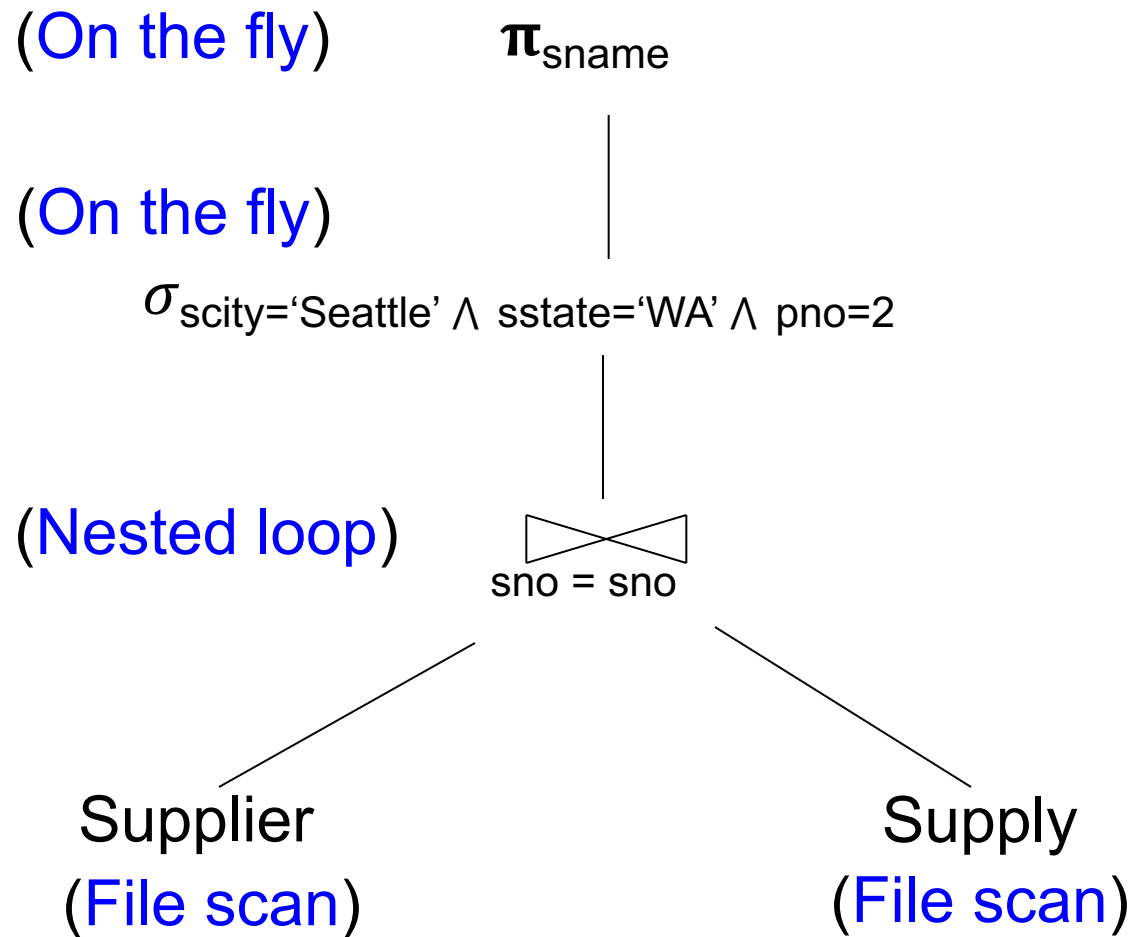 (On the fly) πsname
(On the fly)
σscity=‘Seattle’ ∧ sstate=‘WA’ ∧ pno=2
(Nested loop)
sno = sno
Supplier Supply
(File scan) (File scan)